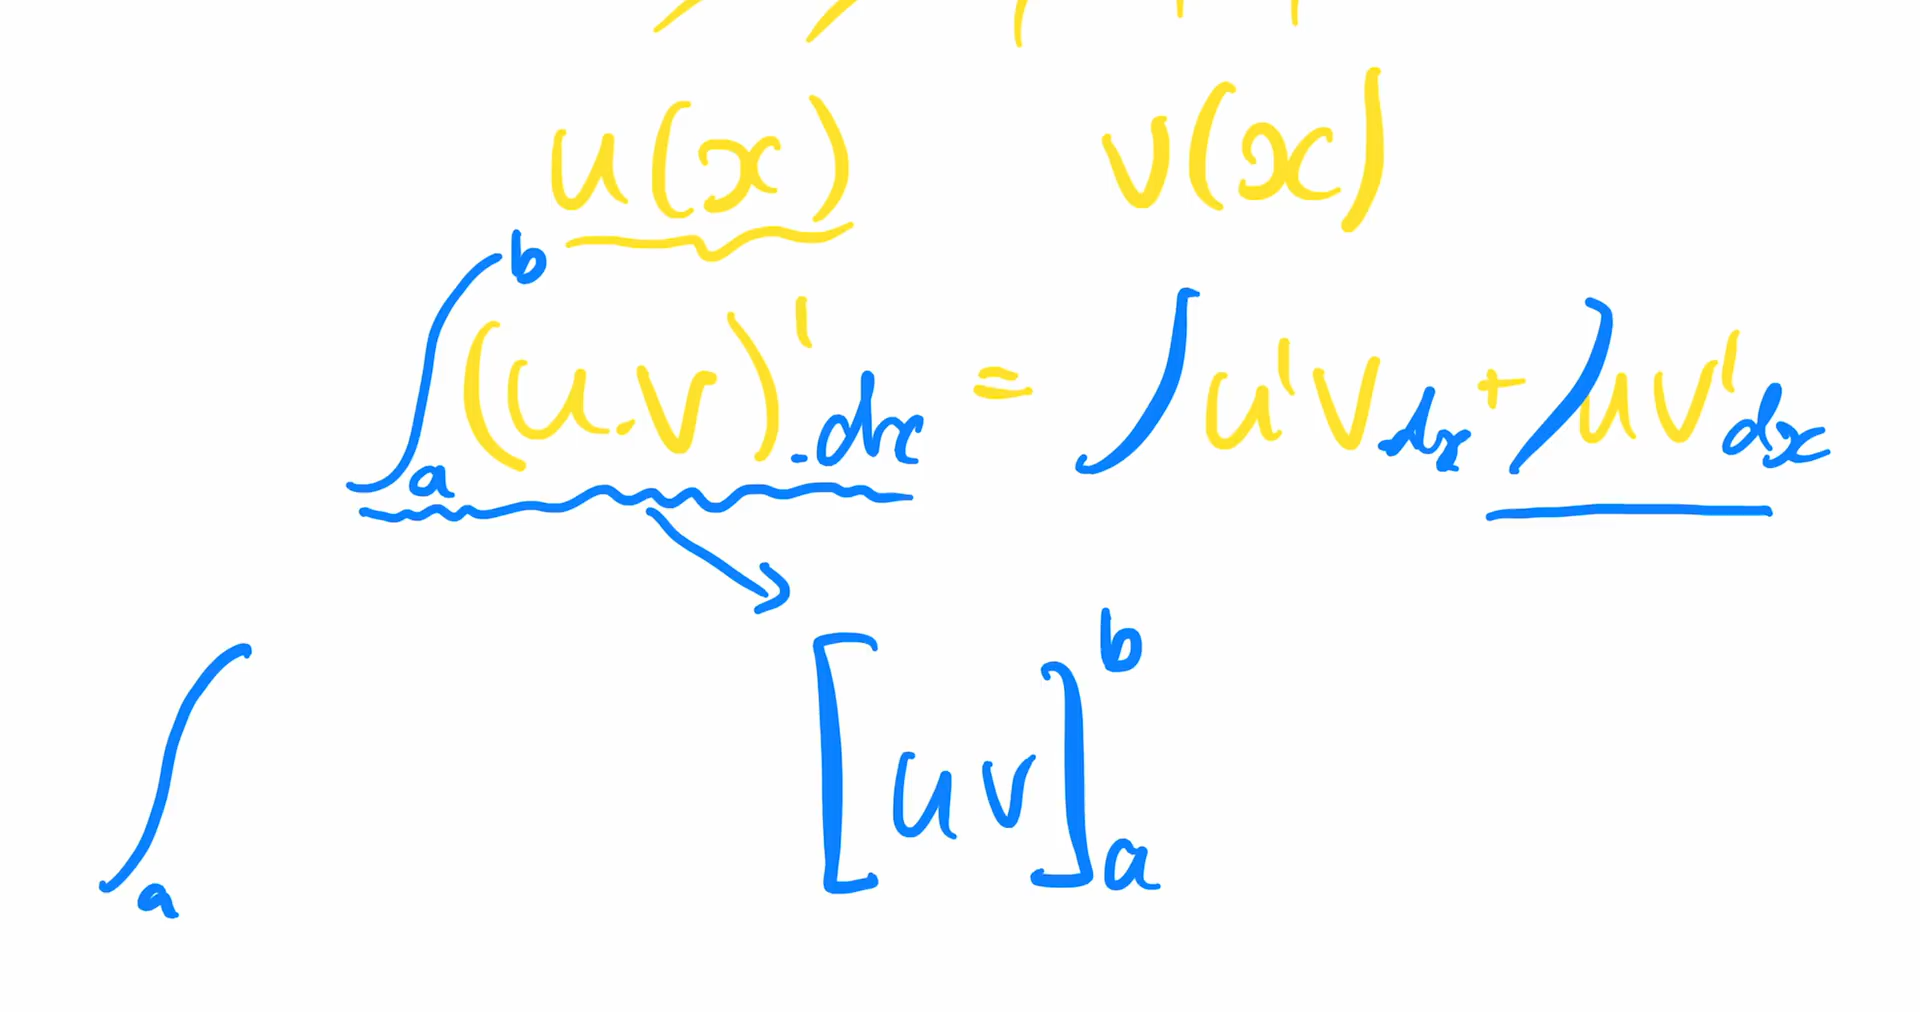 u(x) v(x)
∫ₐᵇ (u.v)' .dx = ∫ u'v dx + ∫ uv' dx
∫ₐ [uv]ₐᵇ